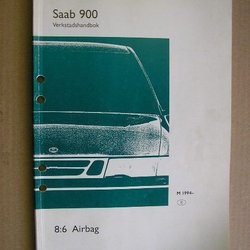 Saab 900
Verkstadshandbok
M 1994-
8:6 Airbag